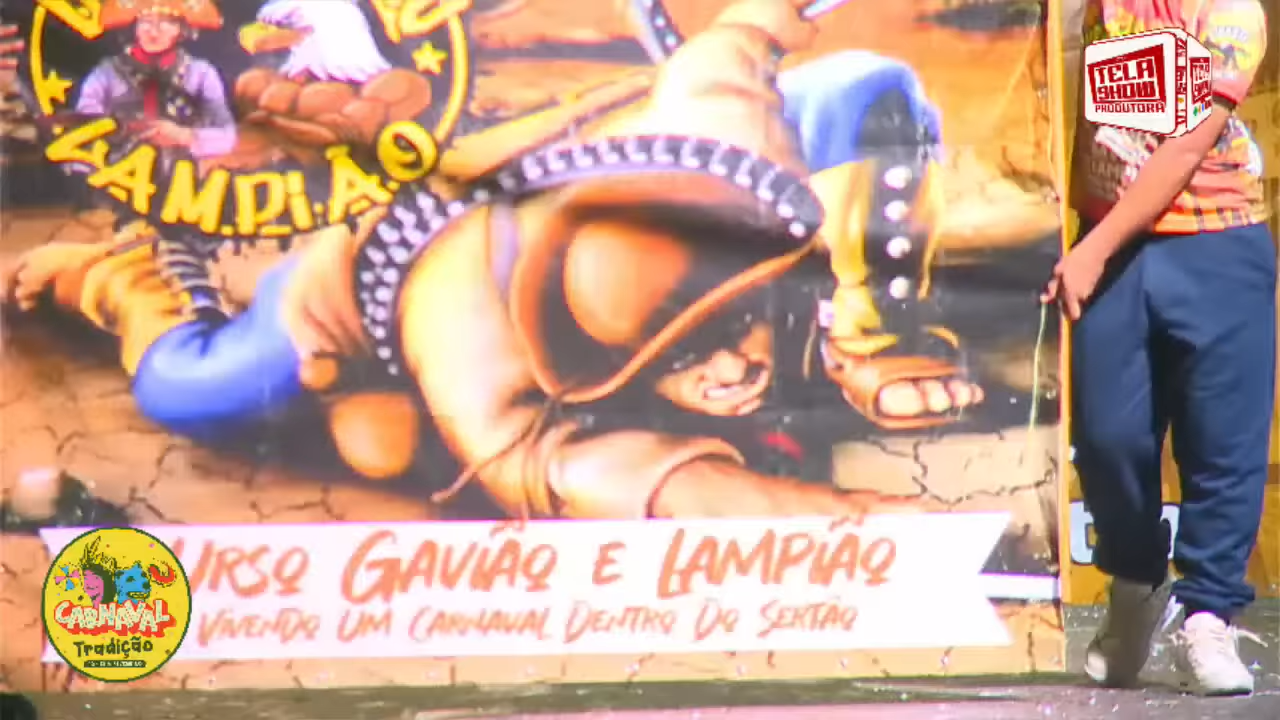 LAMPIÃO
TELA
SHOW
PRODUTORA
URSO GAVIÃO E LAMPIÃO
VIVENDO UM CARNAVAL DENTRO DO SERTÃO
CARNAVAL
Tradição